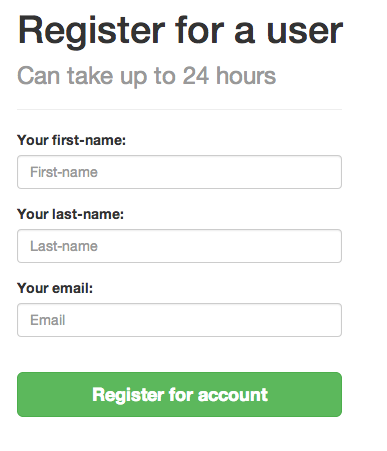 Register for a user
Can take up to 24 hours
Your first-name:
First-name
Your last-name:
Last-name
Your email:
Email
Register for account